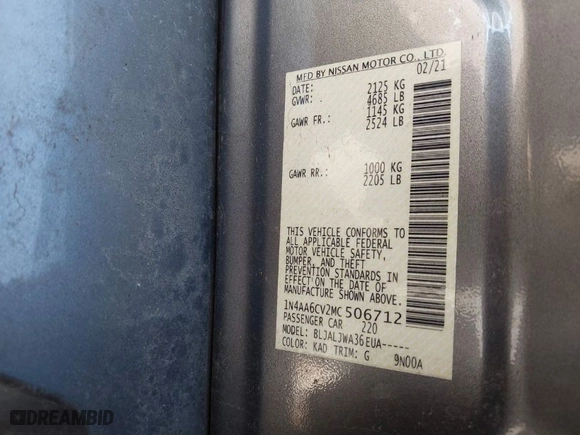 MFD BY NISSAN MOTOR CO., LTD.
DATE: 02/21
GVWR: 2125 KG
4685 LB
GAWR FR.: 1145 KG
2524 LB
GAWR RR.: 1000 KG
2205 LB
THIS VEHICLE CONFORMS TO
ALL APPLICABLE FEDERAL
MOTOR VEHICLE SAFETY,
BUMPER, AND THEFT
PREVENTION STANDARDS IN
EFFECT ON THE DATE OF
MANUFACTURE SHOWN ABOVE.
1N4AA6CV2MC506712
PASSENGER CAR 220
MODEL: BLJALJWA36EUA-----
COLOR: KAD TRIM: G 9N00A
DREAMBID